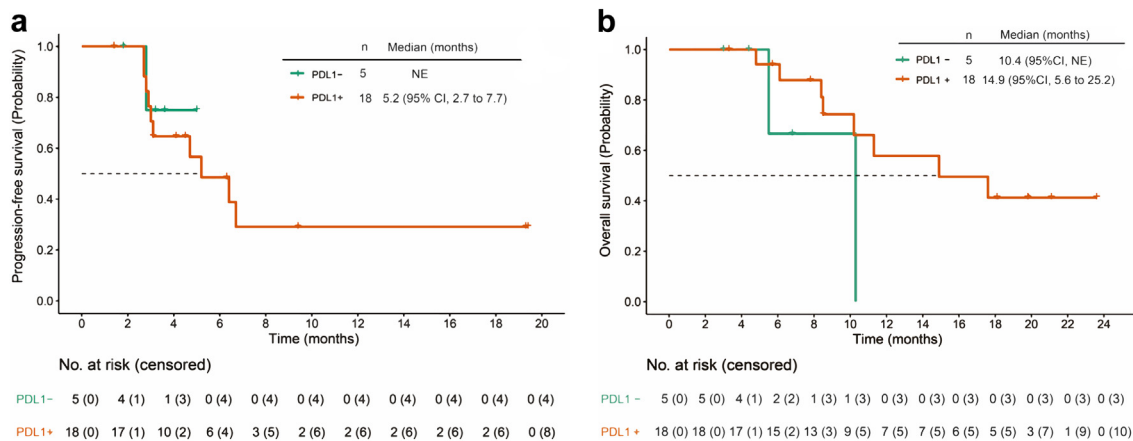 a
n Median (months)
PDL1− 5 NE
PDL1+ 18 5.2 (95% CI, 2.7 to 7.7)
Progression-free survival (Probability)
1.0
0.8
0.6
0.4
0.2
0.0
0 2 4 6 8 10 12 14 16 18 20
Time (months)
No. at risk (censored)
PDL1− 5 (0) 4 (1) 1 (3) 0 (4) 0 (4) 0 (4) 0 (4) 0 (4) 0 (4) 0 (4) 0 (4)
PDL1+ 18 (0) 17 (1) 10 (2) 6 (4) 3 (5) 2 (6) 2 (6) 2 (6) 2 (6) 2 (6) 0 (8)
b
n Median (months)
PDL1 − 5 10.4 (95%CI, NE)
PDL1 + 18 14.9 (95%CI, 5.6 to 25.2)
Overall survival (Probability)
1.0
0.8
0.6
0.4
0.2
0.0
0 2 4 6 8 10 12 14 16 18 20 22 24
Time (months)
No. at risk (censored)
PDL1 − 5 (0) 5 (0) 4 (1) 2 (2) 1 (3) 1 (3) 0 (3) 0 (3) 0 (3) 0 (3) 0 (3) 0 (3) 0 (3)
PDL1 + 18 (0) 18 (0) 17 (1) 15 (2) 13 (3) 9 (5) 7 (5) 7 (5) 6 (5) 5 (5) 3 (7) 1 (9) 0 (10)